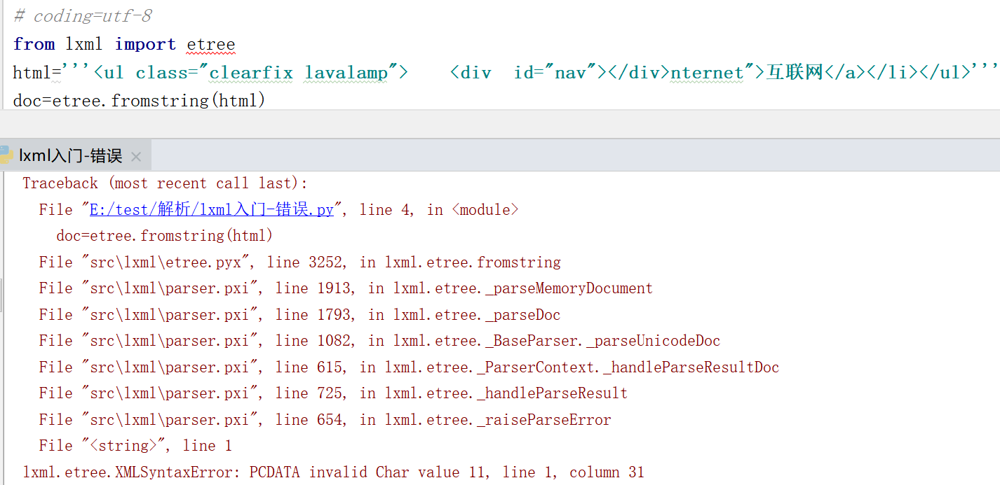 # coding=utf-8
from lxml import etree
html='''<ul class="clearfix lavalamp">    <div  id="nav"></div>nternet">互联网</a></li></ul>'''
doc=etree.fromstring(html)
lxml入门-错误
Traceback (most recent call last):
  File "E:/test/解析/lxml入门-错误.py", line 4, in <module>
    doc=etree.fromstring(html)
  File "src\lxml\etree.pyx", line 3252, in lxml.etree.fromstring
  File "src\lxml\parser.pxi", line 1913, in lxml.etree._parseMemoryDocument
  File "src\lxml\parser.pxi", line 1793, in lxml.etree._parseDoc
  File "src\lxml\parser.pxi", line 1082, in lxml.etree._BaseParser._parseUnicodeDoc
  File "src\lxml\parser.pxi", line 615, in lxml.etree._ParserContext._handleParseResultDoc
  File "src\lxml\parser.pxi", line 725, in lxml.etree._handleParseResult
  File "src\lxml\parser.pxi", line 654, in lxml.etree._raiseParseError
  File "<string>", line 1
lxml.etree.XMLSyntaxError: PCDATA invalid Char value 11, line 1, column 31